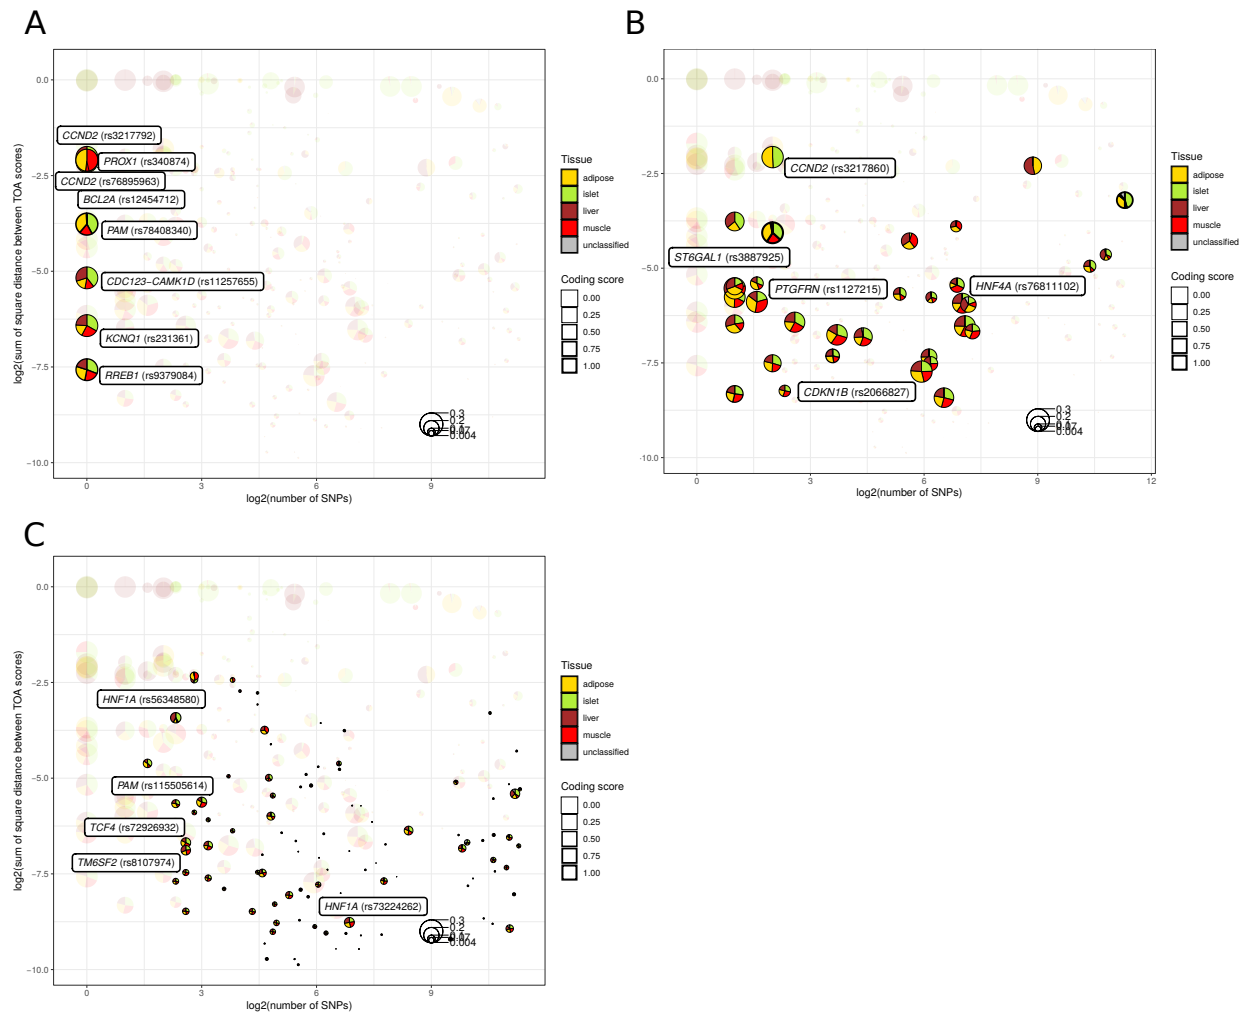 A
0.0
−2.5
−5.0
−7.5
−10.0
0
3
6
9
log2(number of SNPs)
log2(sum of square distance between TOA scores)
CCND2 (rs3217792)
PROX1 (rs340874)
CCND2 (rs76895963)
BCL2A (rs12454712)
PAM (rs78408340)
CDC123−CAMK1D (rs11257655)
KCNQ1 (rs231361)
RREB1 (rs9379084)
0.3
0.2
0.004
Tissue
adipose
islet
liver
muscle
unclassified
Coding score
0.00
0.25
0.50
0.75
1.00
B
0.0
−2.5
−5.0
−7.5
-10.0
0
3
6
9
12
log2(number of SNPs)
CCND2 (rs3217860)
ST6GAL1 (rs3887925)
PTGFRN (rs1127215)
HNF4A (rs76811102)
CDKN1B (rs2066827)
0.3
0.2
0.004
Tissue
adipose
islet
liver
muscle
unclassified
Coding score
0.00
0.25
0.50
0.75
1.00
C
0.0
−2.5
−5.0
−7.5
−10.0
0
3
6
9
log2(number of SNPs)
log2(sum of square distance between TOA scores)
HNF1A (rs56348580)
PAM (rs115505614)
TCF4 (rs72926932)
TM6SF2 (rs8107974)
HNF1A (rs73224262)
0.3
0.2
0.004
Tissue
adipose
islet
liver
muscle
unclassified
Coding score
0.00
0.25
0.50
0.75
1.00